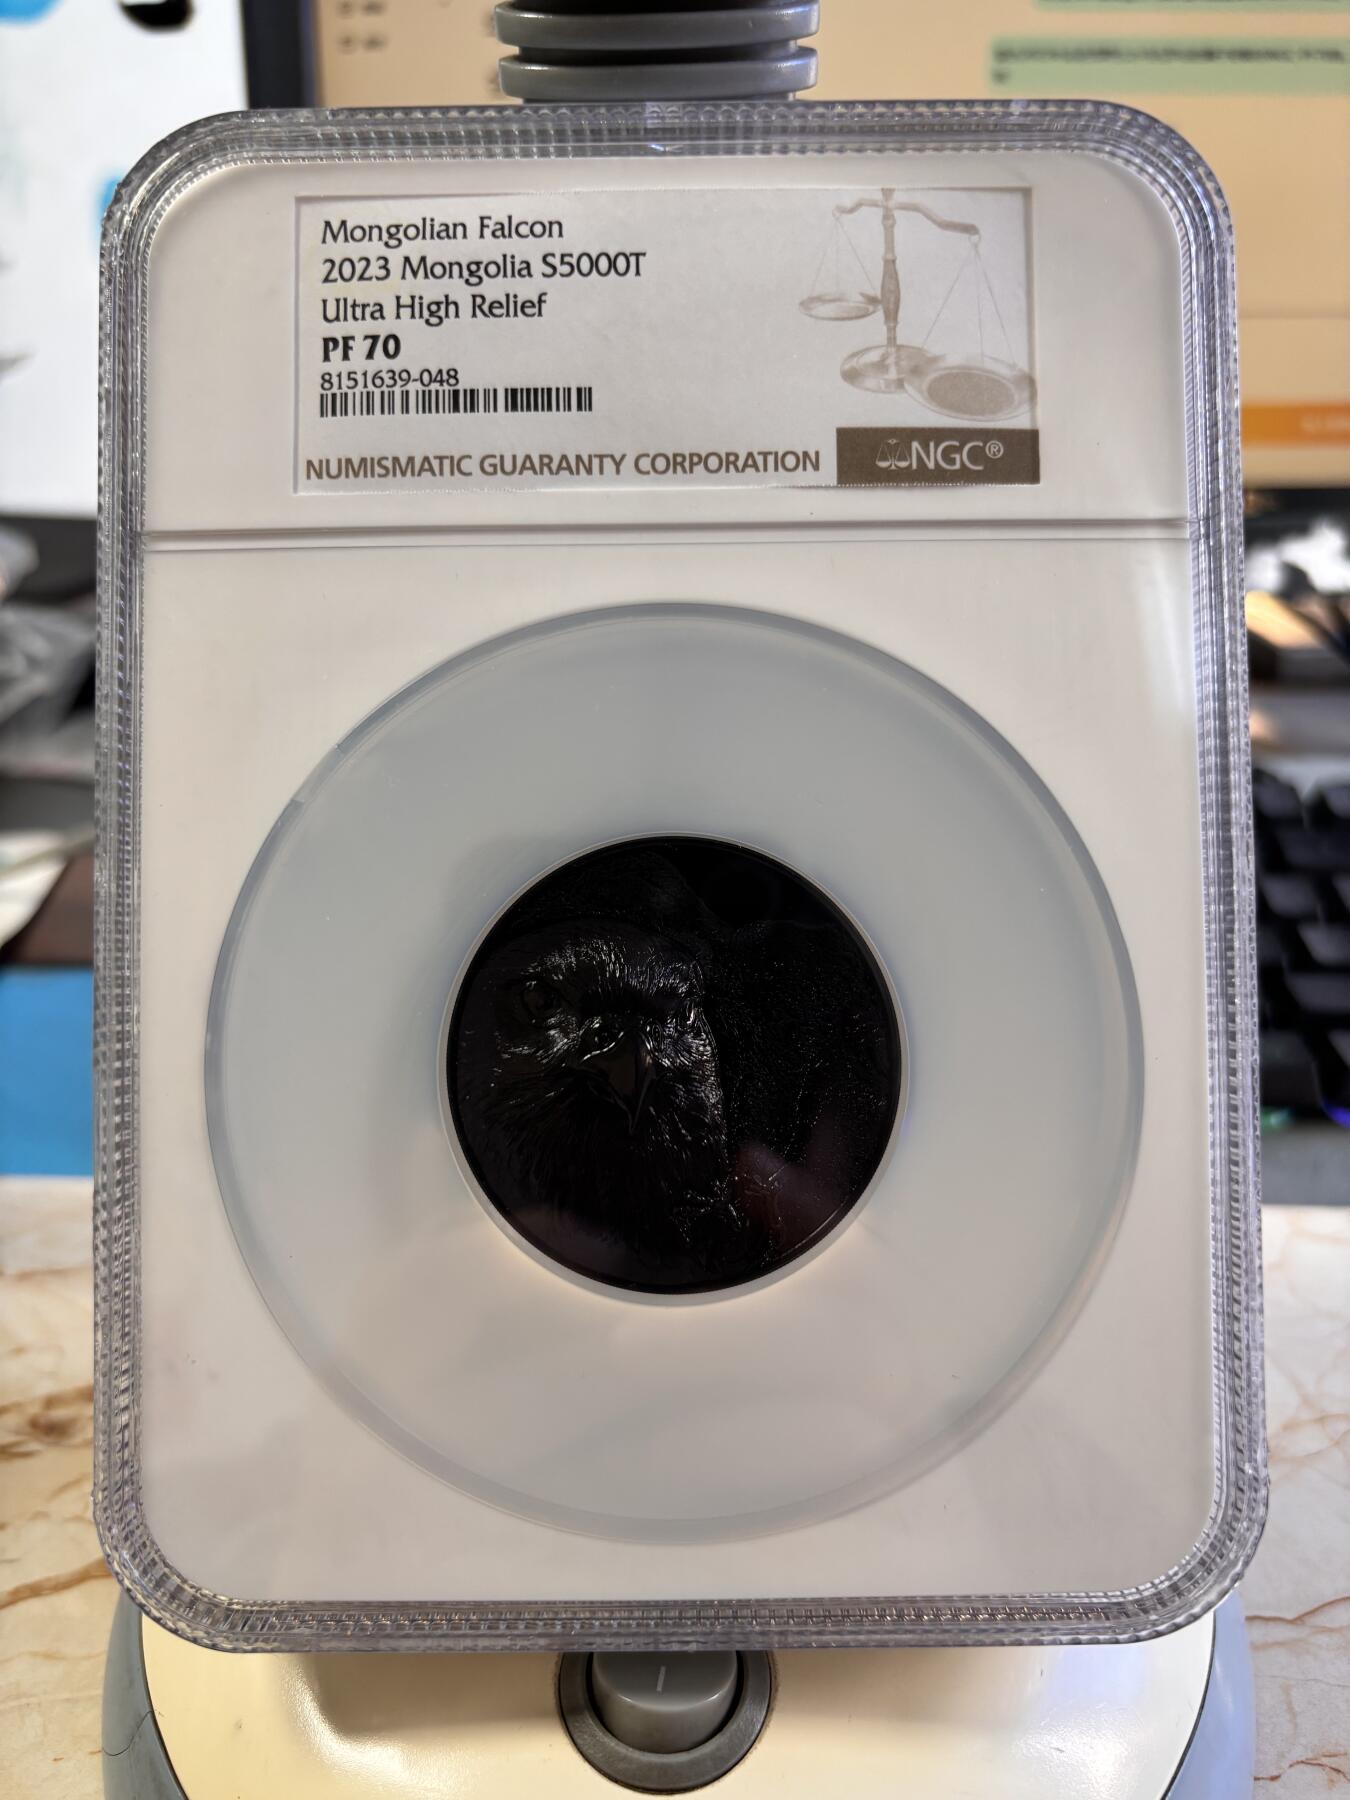 Mongolian Falcon
2023 Mongolia S5000T
Ultra High Relief
PF 70
8151639-048
NUMISMATIC GUARANTY CORPORATION
NGC®